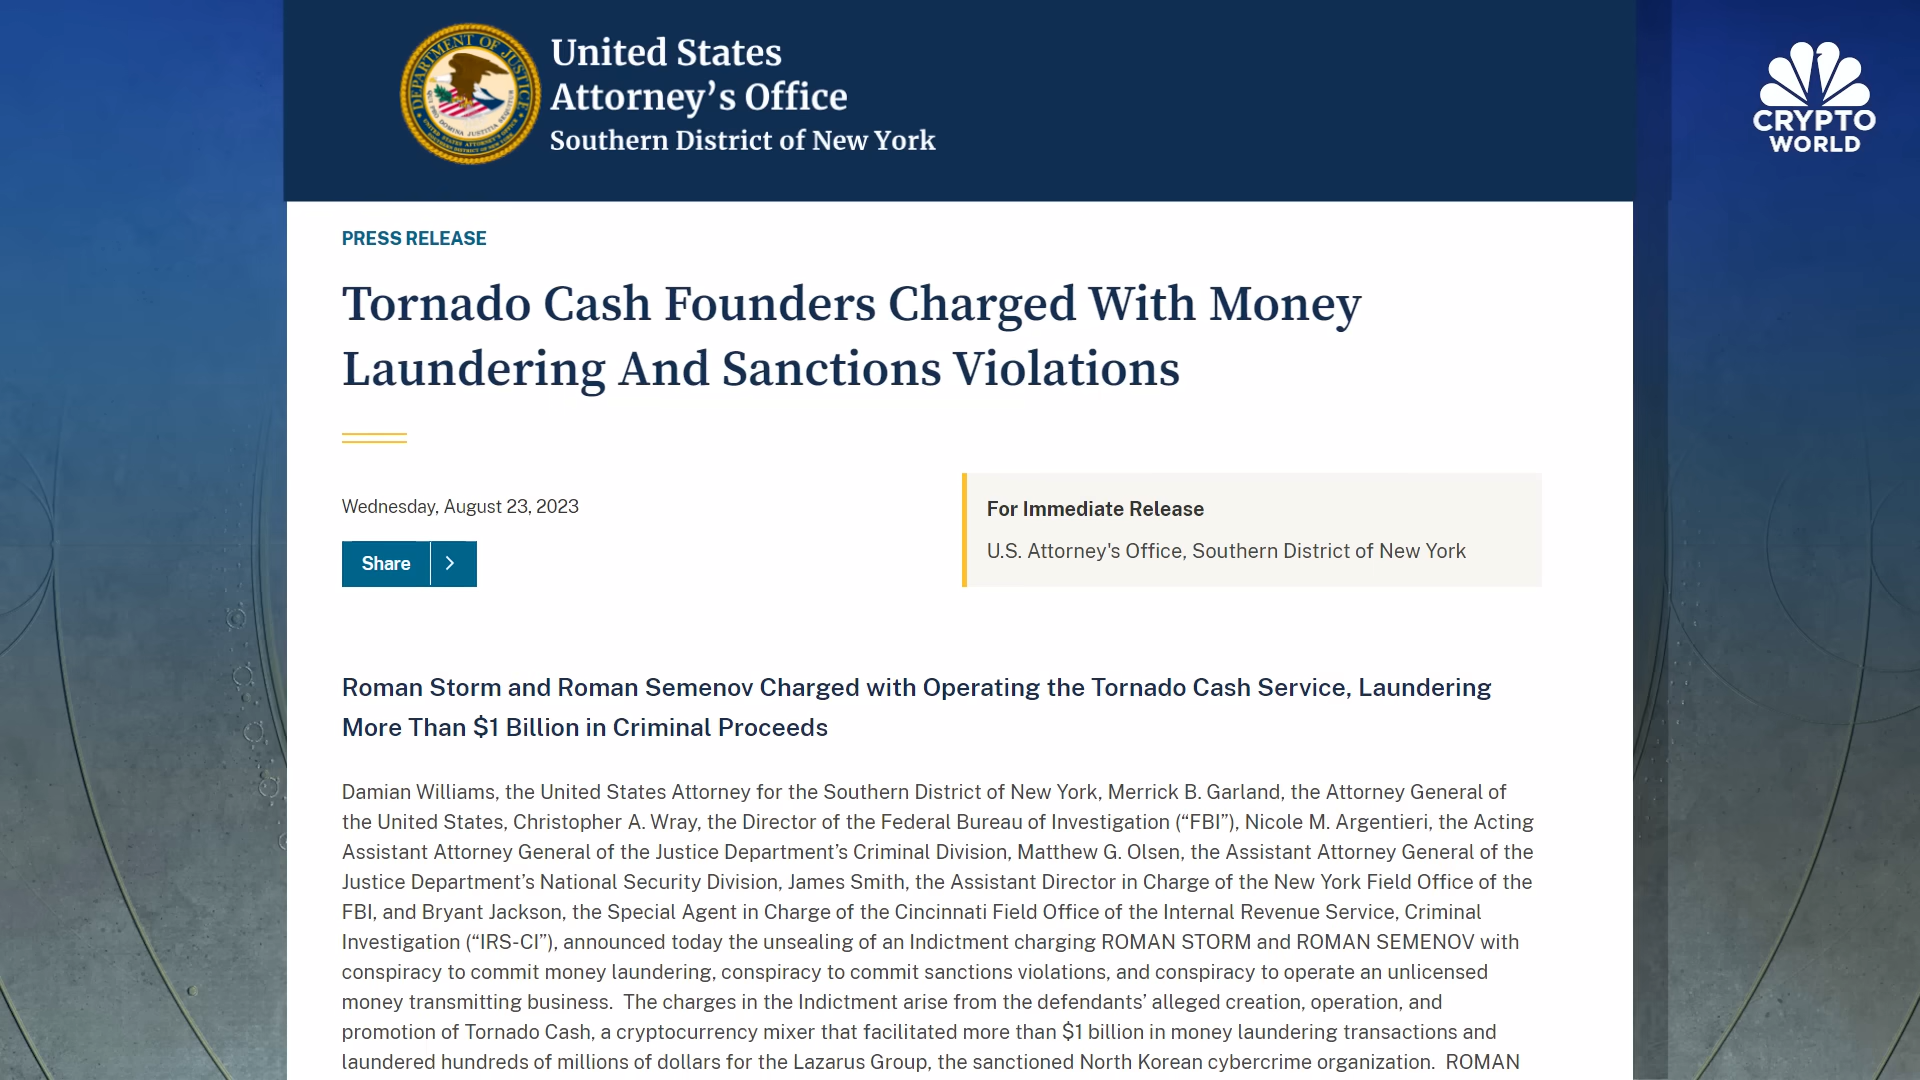 United States
Attorney’s Office
Southern District of New York
CRYPTO
WORLD
PRESS RELEASE
Tornado Cash Founders Charged With Money
Laundering And Sanctions Violations
Wednesday, August 23, 2023
Share
For Immediate Release
U.S. Attorney's Office, Southern District of New York
Roman Storm and Roman Semenov Charged with Operating the Tornado Cash Service, Laundering
More Than $1 Billion in Criminal Proceeds
Damian Williams, the United States Attorney for the Southern District of New York, Merrick B. Garland, the Attorney General of
the United States, Christopher A. Wray, the Director of the Federal Bureau of Investigation (“FBI”), Nicole M. Argentieri, the Acting
Assistant Attorney General of the Justice Department’s Criminal Division, Matthew G. Olsen, the Assistant Attorney General of the
Justice Department’s National Security Division, James Smith, the Assistant Director in Charge of the New York Field Office of the
FBI, and Bryant Jackson, the Special Agent in Charge of the Cincinnati Field Office of the Internal Revenue Service, Criminal
Investigation (“IRS-CI”), announced today the unsealing of an Indictment charging ROMAN STORM and ROMAN SEMENOV with
conspiracy to commit money laundering, conspiracy to commit sanctions violations, and conspiracy to operate an unlicensed
money transmitting business.  The charges in the Indictment arise from the defendants’ alleged creation, operation, and
promotion of Tornado Cash, a cryptocurrency mixer that facilitated more than $1 billion in money laundering transactions and
laundered hundreds of millions of dollars for the Lazarus Group, the sanctioned North Korean cybercrime organization.  ROMAN
DEPARTMENT OF JUSTICE